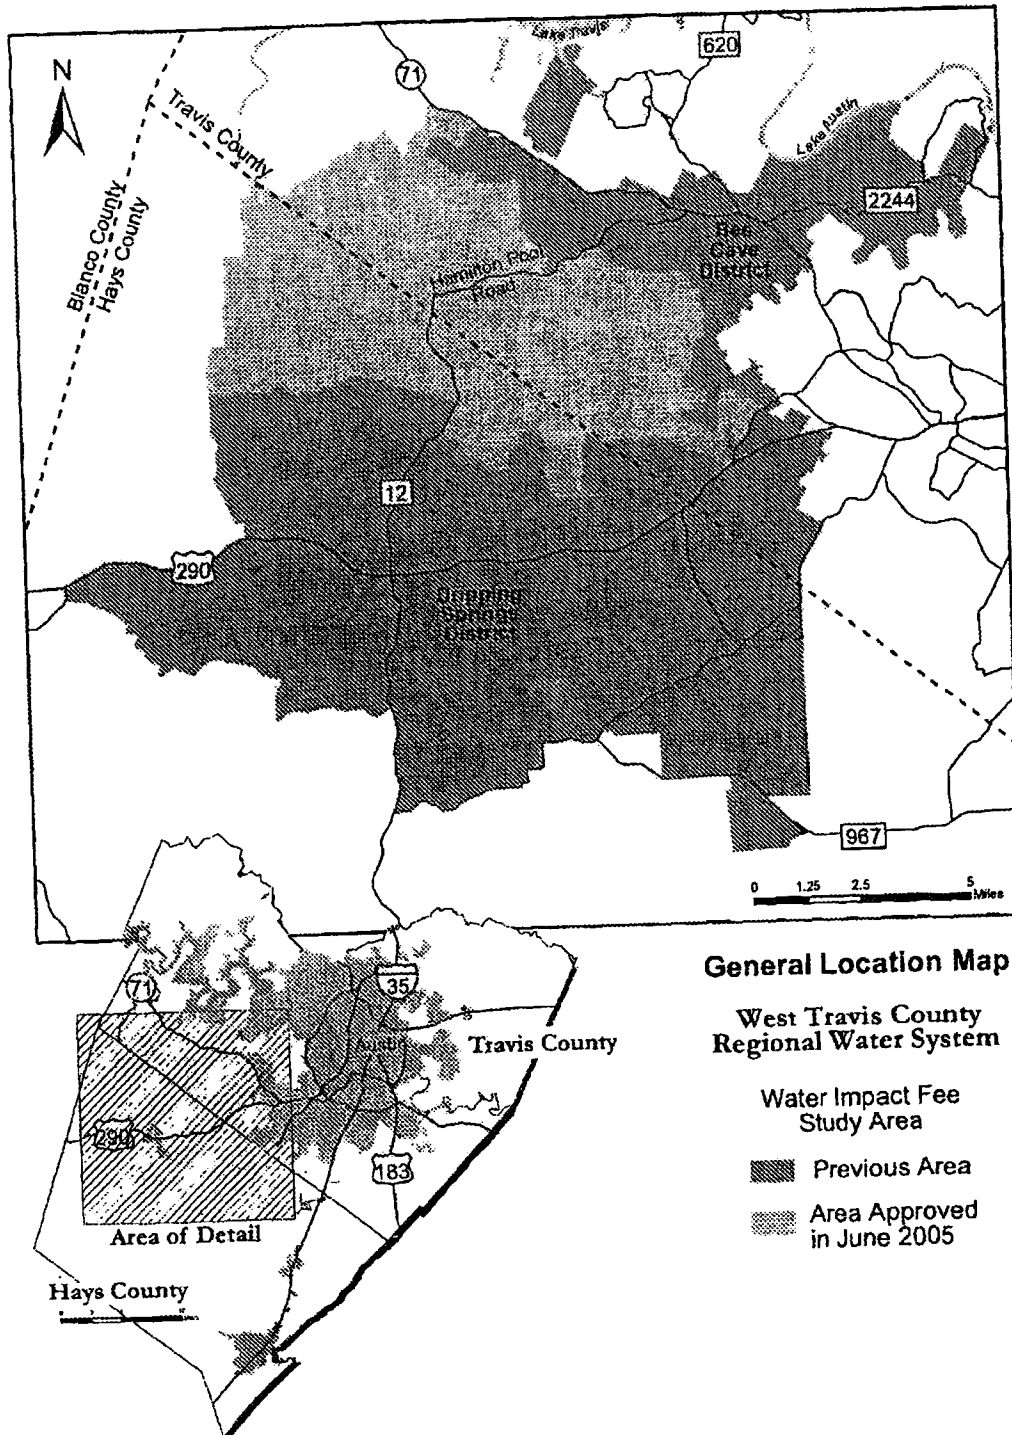 Lake Travis
620
71
N
Travis County
Lake Austin
2244
Blanco County
Hays County
Bee
Cave
District
Hamilton Pool
Road
12
290
Dripping
Springs
District
967
0 1.25 2.5 5
Miles
General Location Map
West Travis County
Regional Water System
Water Impact Fee
Study Area
Previous Area
Area Approved
in June 2005
71
35
Austin
Travis County
290
183
Area of Detail
Hays County